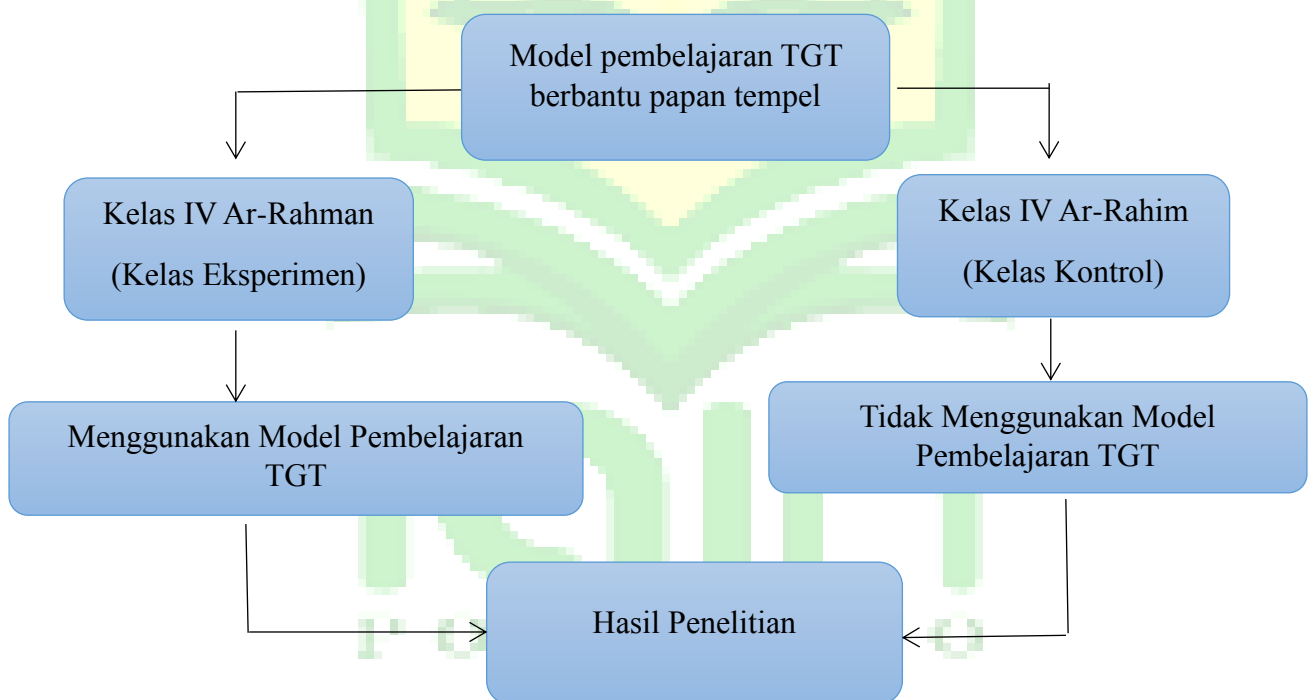 Model pembelajaran TGT
berbantu papan tempel
Kelas IV Ar-Rahman
(Kelas Eksperimen)
Kelas IV Ar-Rahim
(Kelas Kontrol)
Menggunakan Model Pembelajaran
TGT
Tidak Menggunakan Model
Pembelajaran TGT
Hasil Penelitian